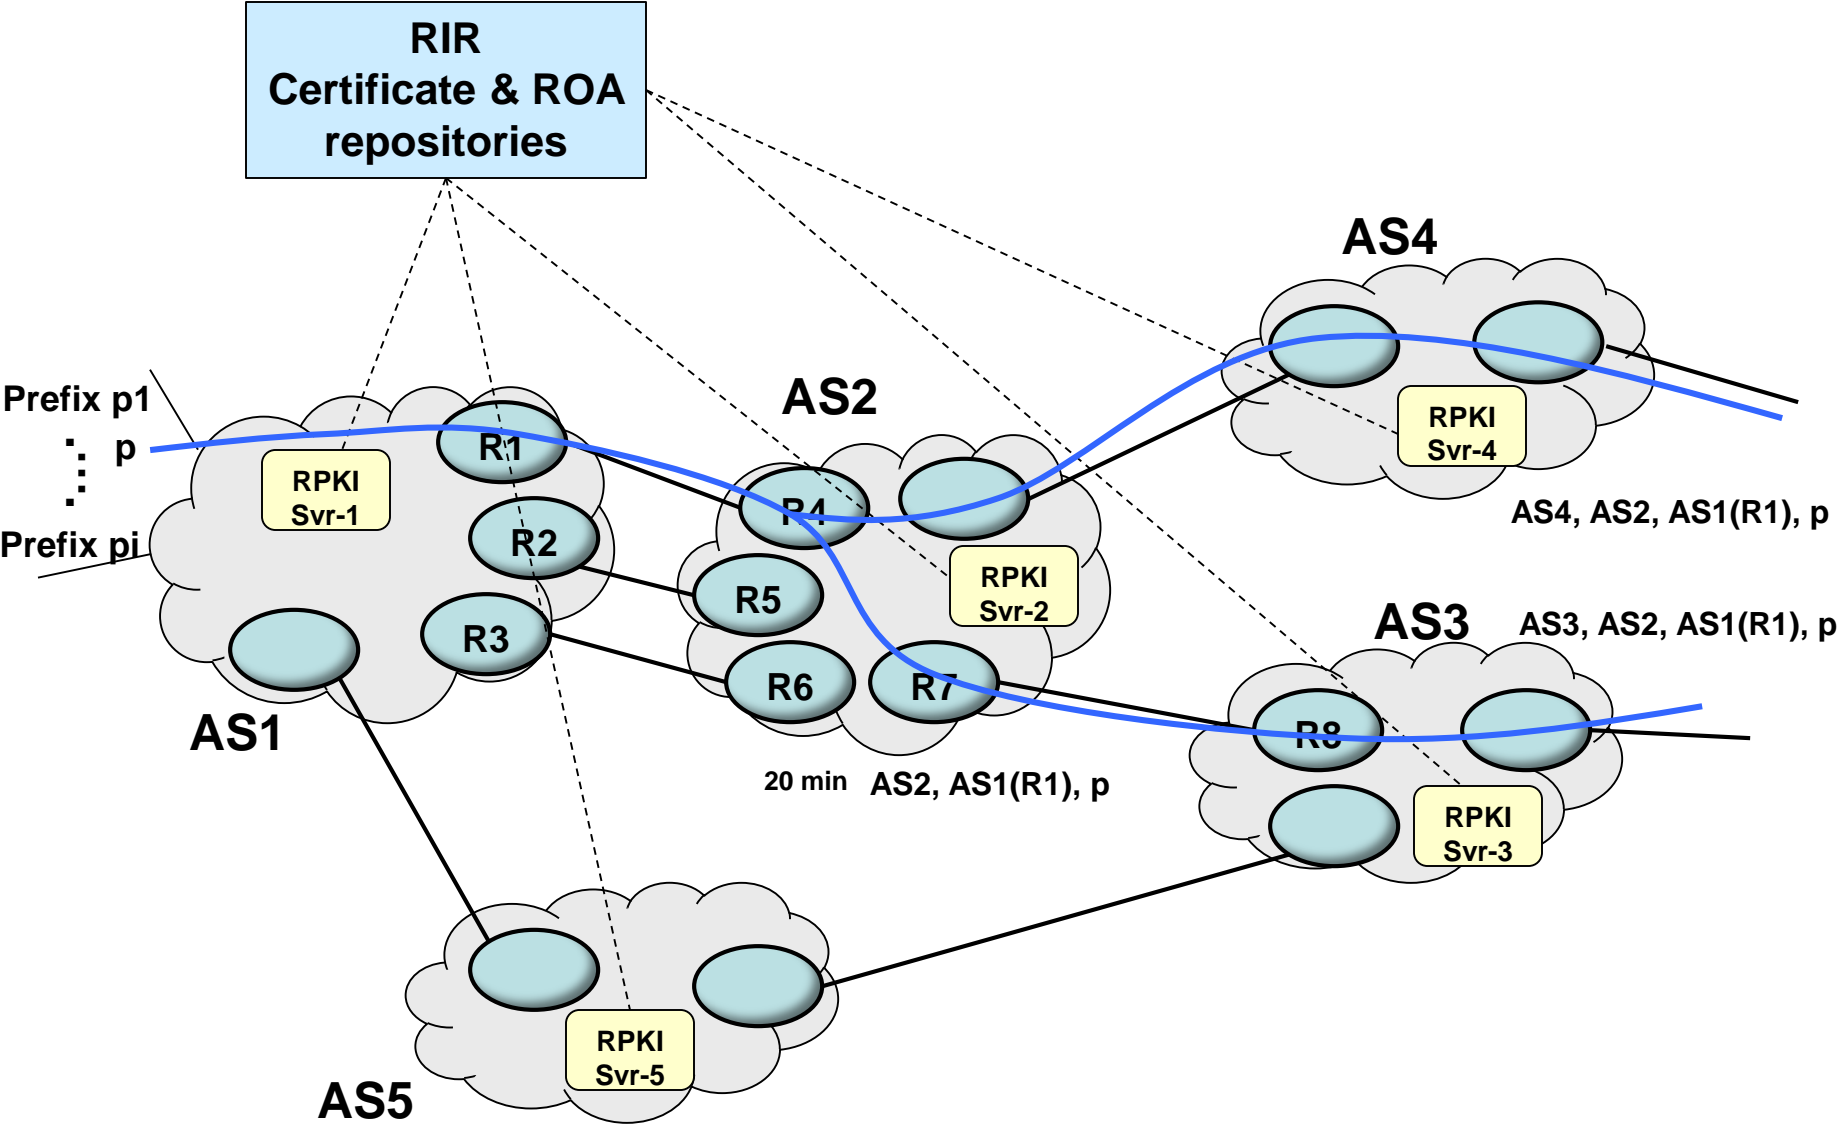 RIR
Certificate & ROA
repositories
AS4
Prefix p1
p
Prefix pi
RPKI
Svr-1
R1
R2
R3
AS1
AS2
R4
R5
R6
R7
RPKI
Svr-2
20 min
AS2, AS1(R1), p
RPKI
Svr-4
AS4, AS2, AS1(R1), p
AS3
AS3, AS2, AS1(R1), p
R8
RPKI
Svr-3
RPKI
Svr-5
AS5